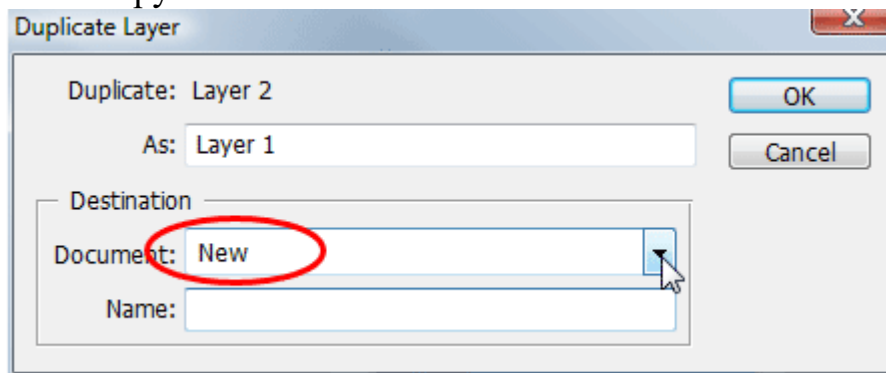 Duplicate Layer
Duplicate: Layer 2
OK
As: Layer 1
Cancel
Destination
Document: New
Name: